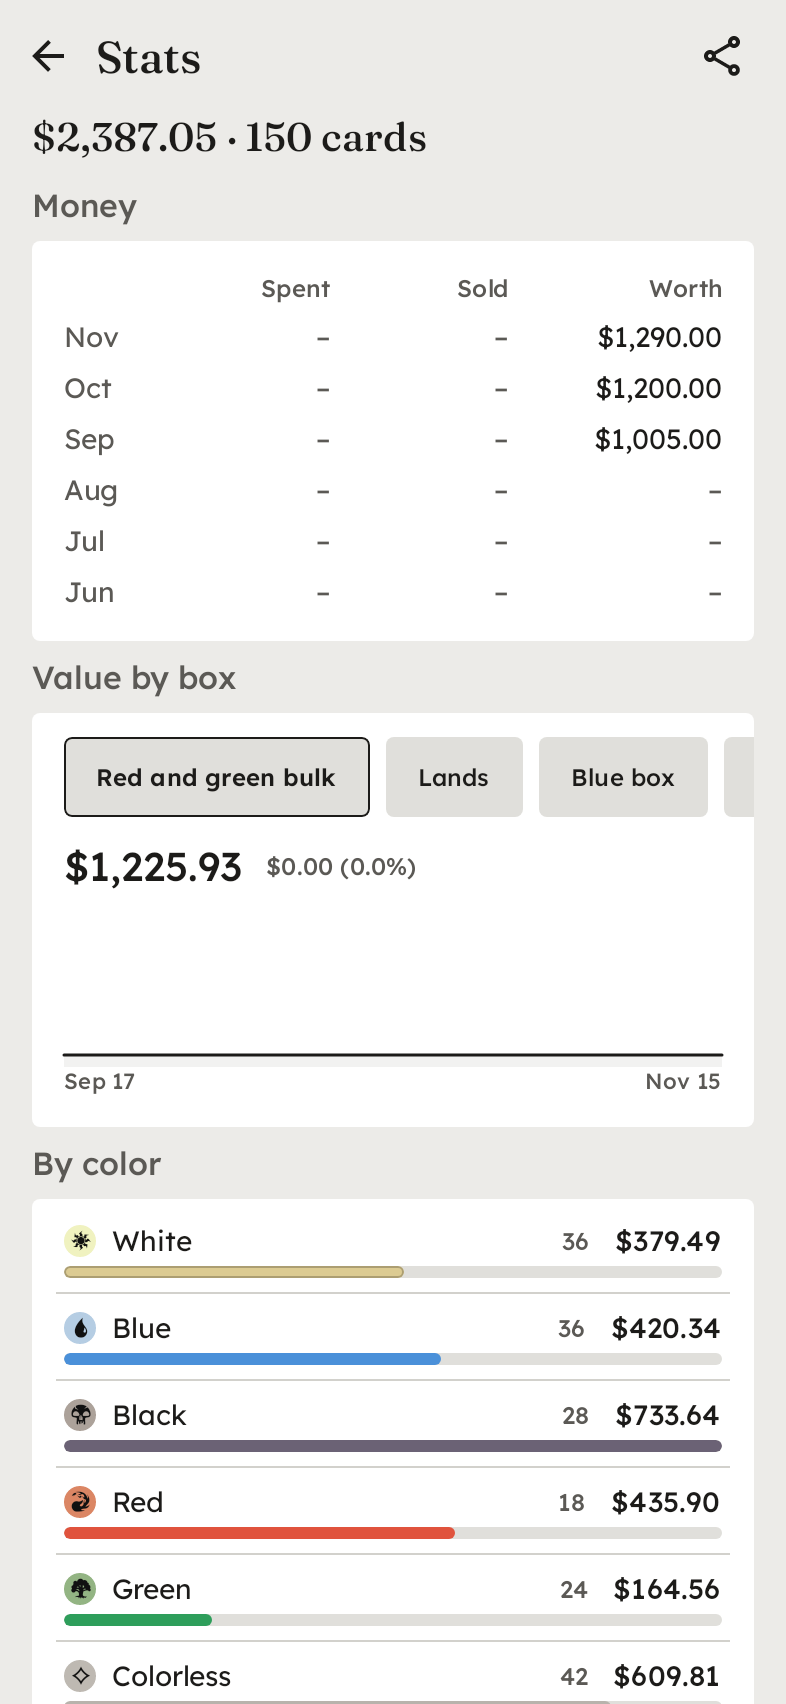 Stats
$2,387.05 · 150 cards
Money
Spent Sold Worth
Nov – – $1,290.00
Oct – – $1,200.00
Sep – – $1,005.00
Aug – – –
Jul – – –
Jun – – –
Value by box
Red and green bulk Lands Blue box
$1,225.93 $0.00 (0.0%)
Sep 17 Nov 15
By color
White 36 $379.49
Blue 36 $420.34
Black 28 $733.64
Red 18 $435.90
Green 24 $164.56
Colorless 42 $609.81